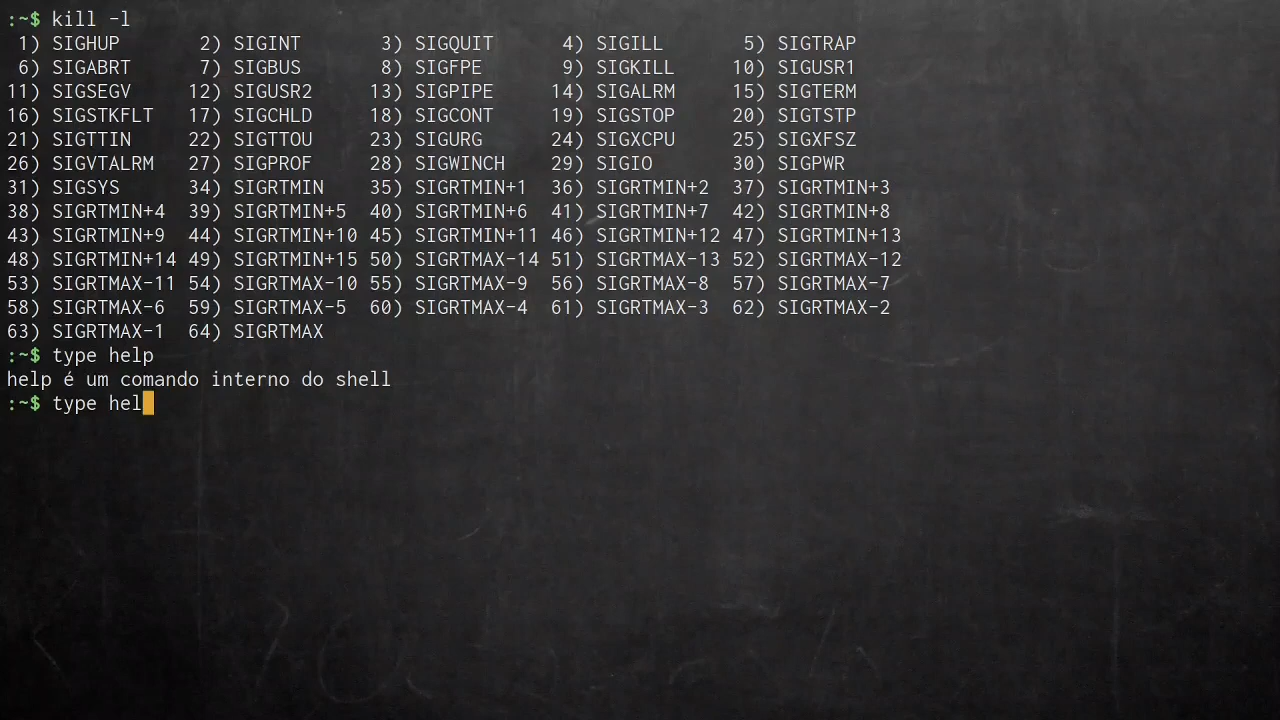 :~$ kill -l
 1) SIGHUP       2) SIGINT       3) SIGQUIT      4) SIGILL       5) SIGTRAP
 6) SIGABRT      7) SIGBUS       8) SIGFPE       9) SIGKILL     10) SIGUSR1
11) SIGSEGV     12) SIGUSR2     13) SIGPIPE     14) SIGALRM     15) SIGTERM
16) SIGSTKFLT   17) SIGCHLD     18) SIGCONT     19) SIGSTOP     20) SIGTSTP
21) SIGTTIN     22) SIGTTOU     23) SIGURG      24) SIGXCPU     25) SIGXFSZ
26) SIGVTALRM   27) SIGPROF     28) SIGWINCH    29) SIGIO       30) SIGPWR
31) SIGSYS      34) SIGRTMIN    35) SIGRTMIN+1  36) SIGRTMIN+2  37) SIGRTMIN+3
38) SIGRTMIN+4  39) SIGRTMIN+5  40) SIGRTMIN+6  41) SIGRTMIN+7  42) SIGRTMIN+8
43) SIGRTMIN+9  44) SIGRTMIN+10 45) SIGRTMIN+11 46) SIGRTMIN+12 47) SIGRTMIN+13
48) SIGRTMIN+14 49) SIGRTMIN+15 50) SIGRTMAX-14 51) SIGRTMAX-13 52) SIGRTMAX-12
53) SIGRTMAX-11 54) SIGRTMAX-10 55) SIGRTMAX-9  56) SIGRTMAX-8  57) SIGRTMAX-7
58) SIGRTMAX-6  59) SIGRTMAX-5  60) SIGRTMAX-4  61) SIGRTMAX-3  62) SIGRTMAX-2
63) SIGRTMAX-1  64) SIGRTMAX
:~$ type help
help é um comando interno do shell
:~$ type hel